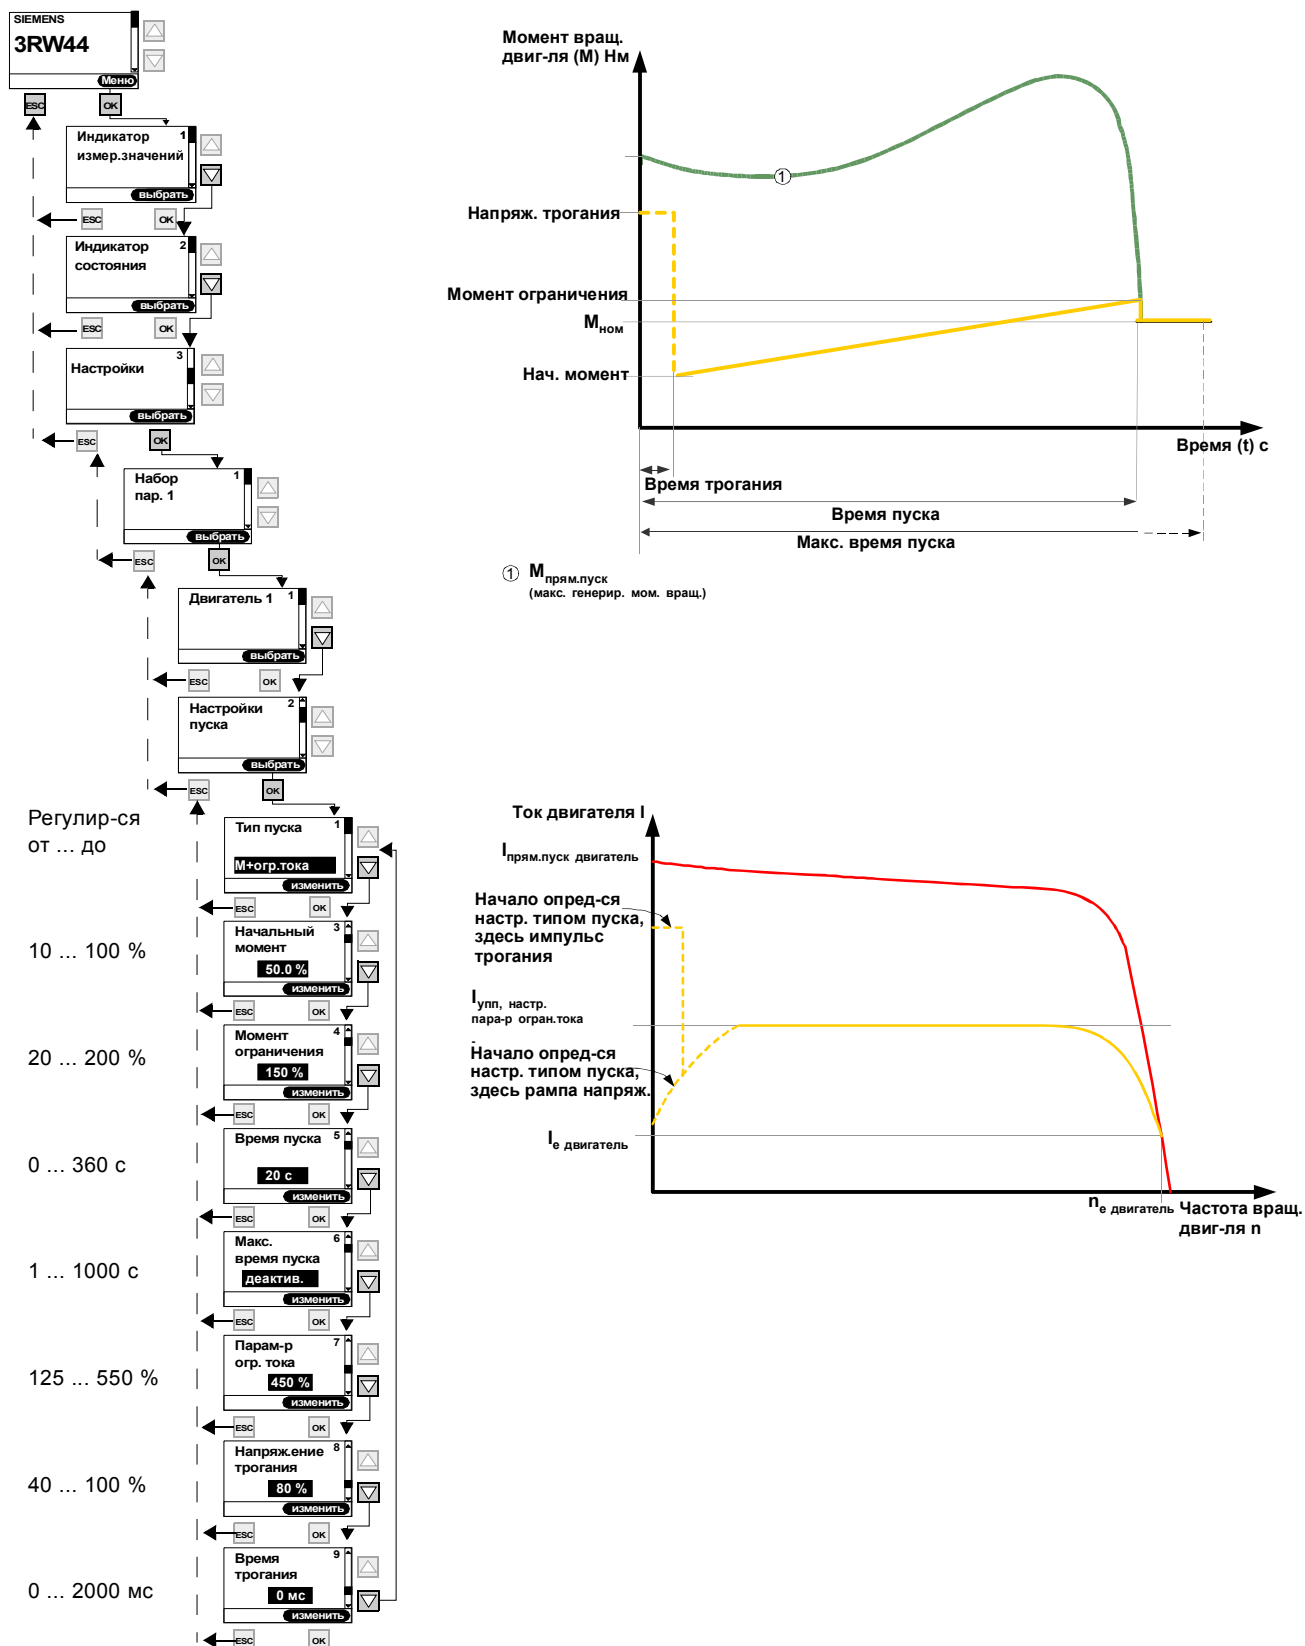 SIEMENS
3RW44
Меню
ESC
OK
Индикатор
измер.значений
1
выбрать
ESC
OK
Индикатор
состояния
2
выбрать
ESC
OK
Настройки
3
выбрать
ESC
OK
Набор
пар. 1
1
выбрать
ESC
OK
Двигатель 1
1
выбрать
ESC
OK
Настройки
пуска
2
выбрать
ESC
OK
Регулир-ся
от ... до
Тип пуска
1
М+огр.тока
изменить
ESC
OK
10 ... 100 %
Начальный
момент
3
50.0 %
изменить
ESC
OK
20 ... 200 %
Момент
ограничения
4
150 %
изменить
ESC
OK
0 ... 360 с
Время пуска
5
20 с
изменить
ESC
OK
1 ... 1000 с
Макс.
время пуска
6
деактив.
изменить
ESC
OK
125 ... 550 %
Парам-р
огр. тока
7
450 %
изменить
ESC
OK
40 ... 100 %
Напряж.ение
трогания
8
80 %
изменить
ESC
OK
0 ... 2000 мс
Время
трогания
9
0 мс
изменить
ESC
OK
Момент вращ.
двиг-ля (М) Нм
1
Напряж. трогания
Момент ограничения
Mном
Нач. момент
Время (t) с
Время трогания
Время пуска
Макс. время пуска
1 Mпрям.пуск
(макс. генерир. мом. вращ.)
Ток двигателя I
Iпрям.пуск двигатель
Начало опред-ся
настр. типом пуска,
здесь импульс
трогания
Iупп, настр.
пара-р огран.тока
-
Начало опред-ся
настр. типом пуска,
здесь рампа напряж.
Ie двигатель
ne двигатель
Частота вращ.
двиг-ля n